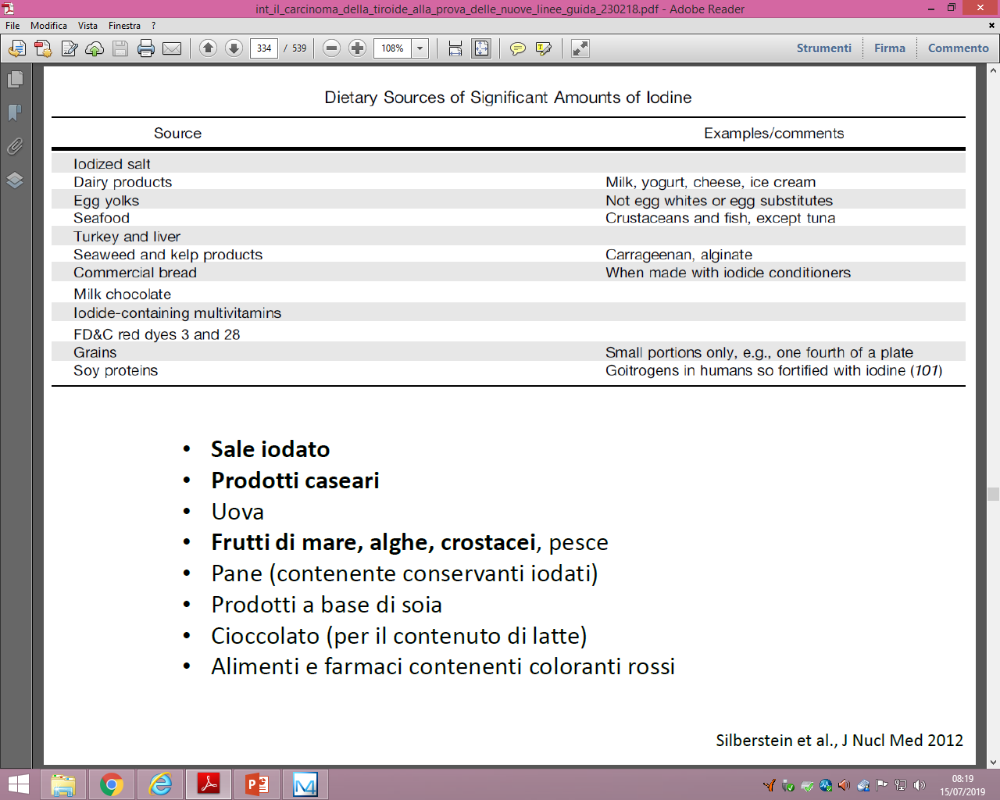 int_il_carcinoma_della_tiroide_alla_prova_delle_nuove_linee_guida_230218.pdf - Adobe Reader
File Modifica Vista Finestra ?
334 / 539 108% Strumenti Firma Commento
Dietary Sources of Significant Amounts of Iodine
Source Examples/comments
Iodized salt
Dairy products Milk, yogurt, cheese, ice cream
Egg yolks Not egg whites or egg substitutes
Seafood Crustaceans and fish, except tuna
Turkey and liver
Seaweed and kelp products Carrageenan, alginate
Commercial bread When made with iodide conditioners
Milk chocolate
Iodide-containing multivitamins
FD&C red dyes 3 and 28
Grains Small portions only, e.g., one fourth of a plate
Soy proteins Goitrogens in humans so fortified with iodine (101)
• Sale iodato
• Prodotti caseari
• Uova
• Frutti di mare, alghe, crostacei, pesce
• Pane (contenente conservanti iodati)
• Prodotti a base di soia
• Cioccolato (per il contenuto di latte)
• Alimenti e farmaci contenenti coloranti rossi
Silberstein et al., J Nucl Med 2012
08:19
15/07/2019